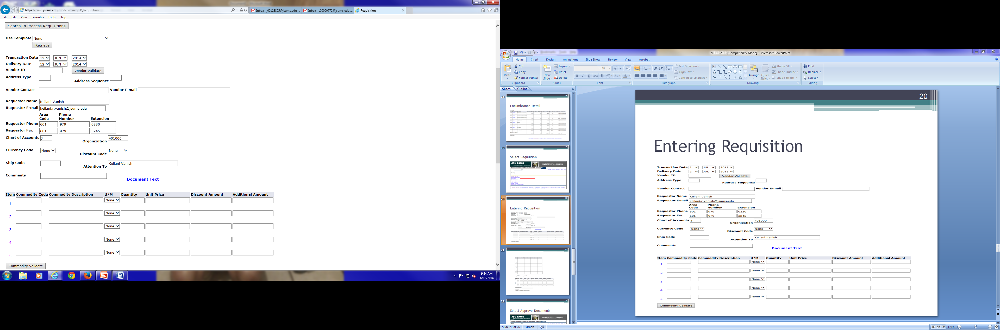 https://paws.jsums.edu/prod/bwfkreqn.P_Requisition
Inbox - j00128805@jsums.edu ...
Inbox - s00000772@jsums.edu ...
Requisition
File Edit View Favorites Tools Help
Search In Process Requisitions
Use Template None
Retrieve
Transaction Date 12 JUN 2014
Delivery Date 12 JUN 2014
Vendor ID Vendor Validate
Address Type Address Sequence
Vendor Contact Vendor E-mail
Requestor Name Keilani Vanish
Requestor E-mail keilani.r.vanish@jsums.edu
Area Code Phone Number Extension
Requestor Phone 601 979 0330
Requestor Fax 601 979 3245
Chart of Accounts J Organization 401000
Currency Code None Discount Code None
Ship Code Attention To Keilani Vanish
Comments Document Text
Item Commodity Code Commodity Description U/M Quantity Unit Price Discount Amount Additional Amount
1 None
2 None
3 None
4 None
5 None
Commodity Validate
9:24 AM
6/12/2014
MBUG 2013 [Compatibility Mode] - Microsoft PowerPoint
Home Insert Design Animations Slide Show Review View Acrobat
Paste Cut Copy Format Painter
Clipboard
New Slide Layout Reset Delete
Slides
28
Font
Text Direction
Align Text
Convert to SmartArt
Paragraph
Arrange Quick Styles Shape Fill Shape Outline Shape Effects
Drawing
Find
Replace
Select
Editing
Slides Outline
18
Encumbrance Detail
19
Select Requisition
JSU PAWS
UNIFIEDDIGITALCAMPUS
20
Entering Requisition
21
22
Select Approve Documents
JSU PAWS
UNIFIEDDIGITALCAMPUS
20
Entering Requisition
Transaction Date 2 JUL 2013
Delivery Date 2 JUL 2013
Vendor ID Vendor Validate
Address Type Address Sequence
Vendor Contact Vendor E-mail
Requestor Name Keilani Vanish
Requestor E-mail keilani.r.vanish@jsums.edu
Area Code Phone Number Extension
Requestor Phone 601 979 0330
Requestor Fax 601 979 3245
Chart of Accounts J Organization 401000
Currency Code None Discount Code None
Ship Code Attention To Keilani Vanish
Comments Document Text
Item Commodity Code Commodity Description U/M Quantity Unit Price Discount Amount Additional Amount
1 None
2 None
3 None
4 None
5 None
Commodity Validate
Slide 20 of 26 "Urban" 121%